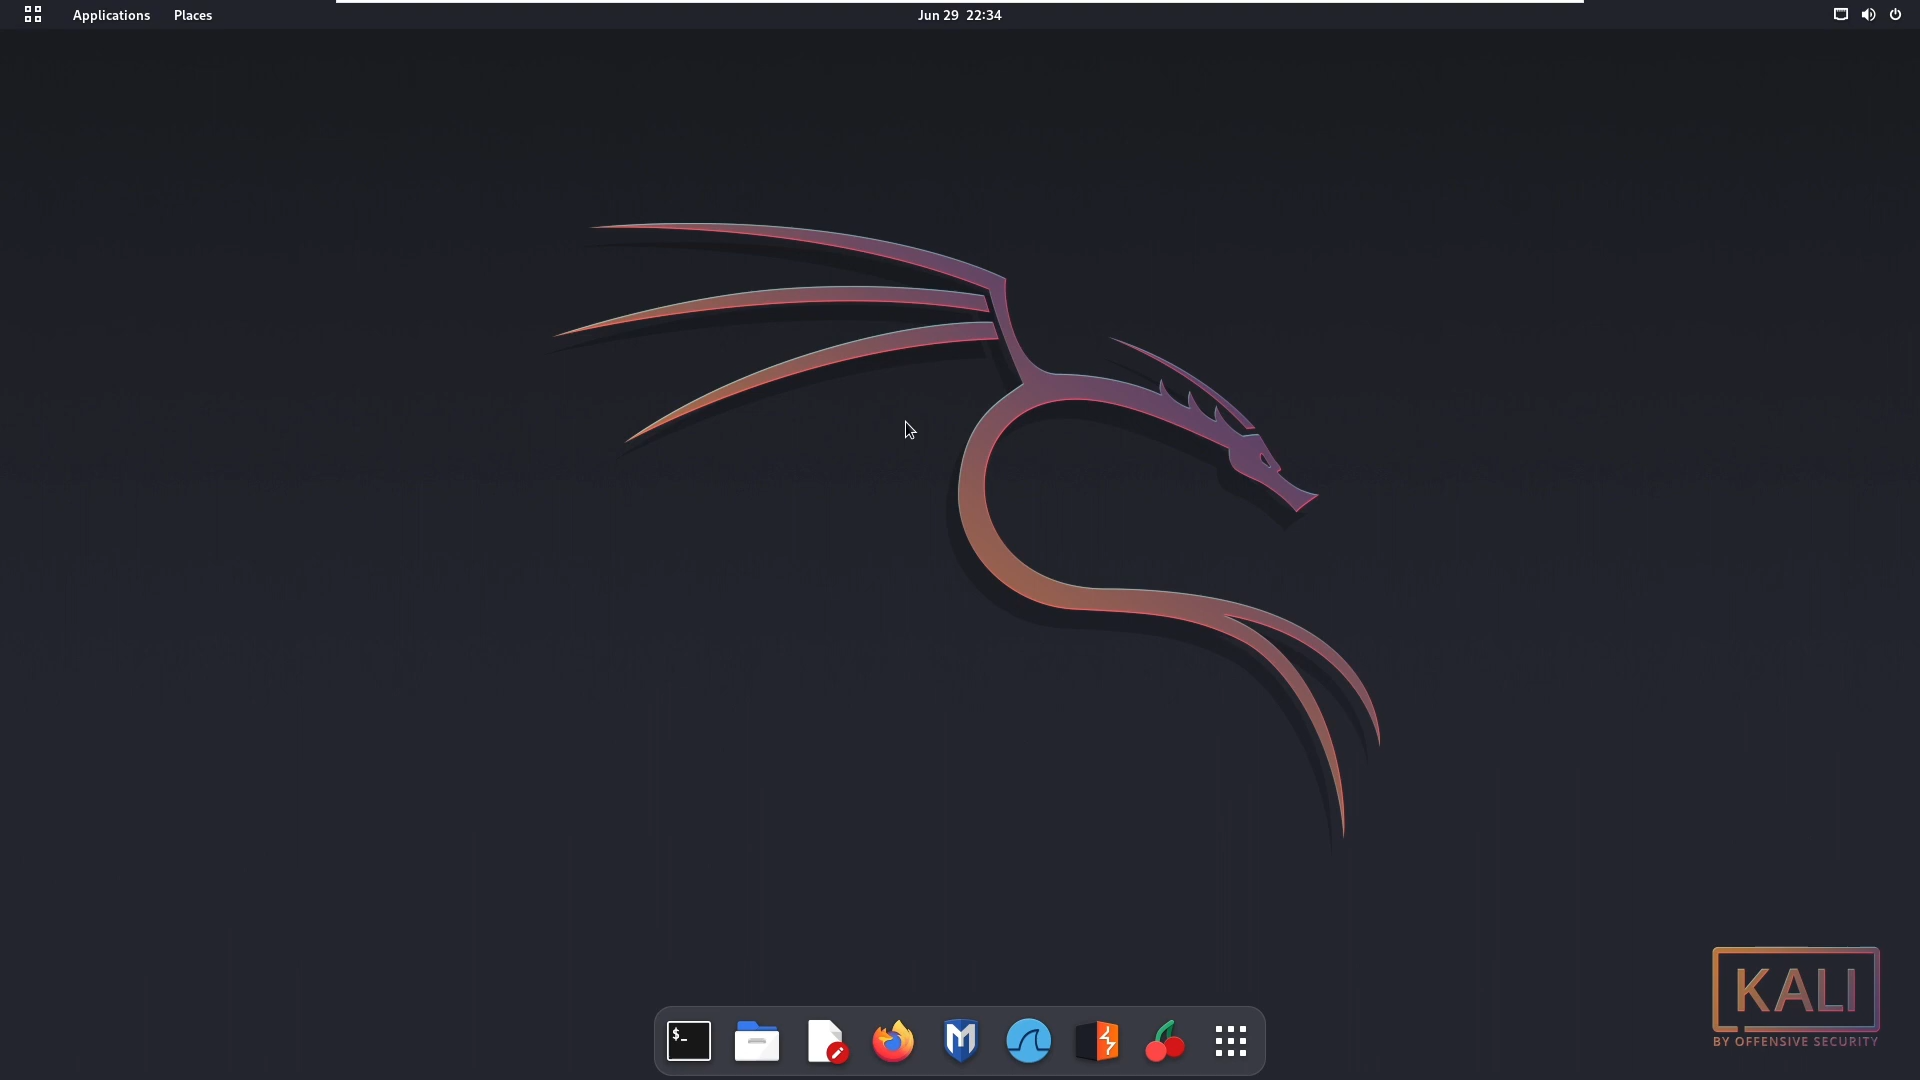 Applications Places Jun 29 22:34
$_
KALI
BY OFFENSIVE SECURITY